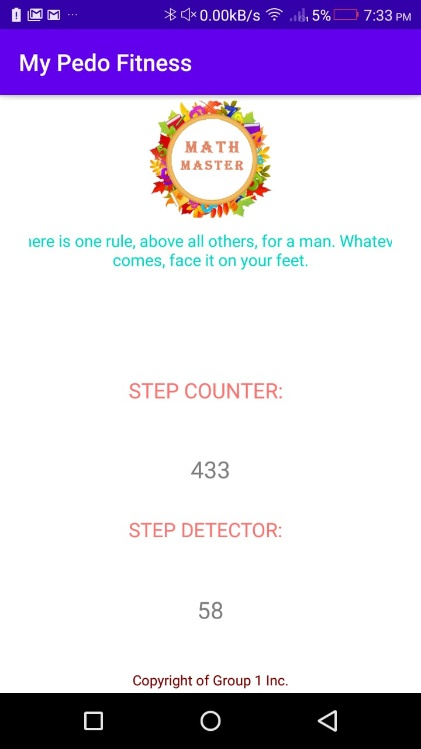 0.00kB/s 5% 7:33 PM
My Pedo Fitness
MATH
MASTER
here is one rule, above all others, for a man. Whatev
comes, face it on your feet.
STEP COUNTER:
433
STEP DETECTOR:
58
Copyright of Group 1 Inc.